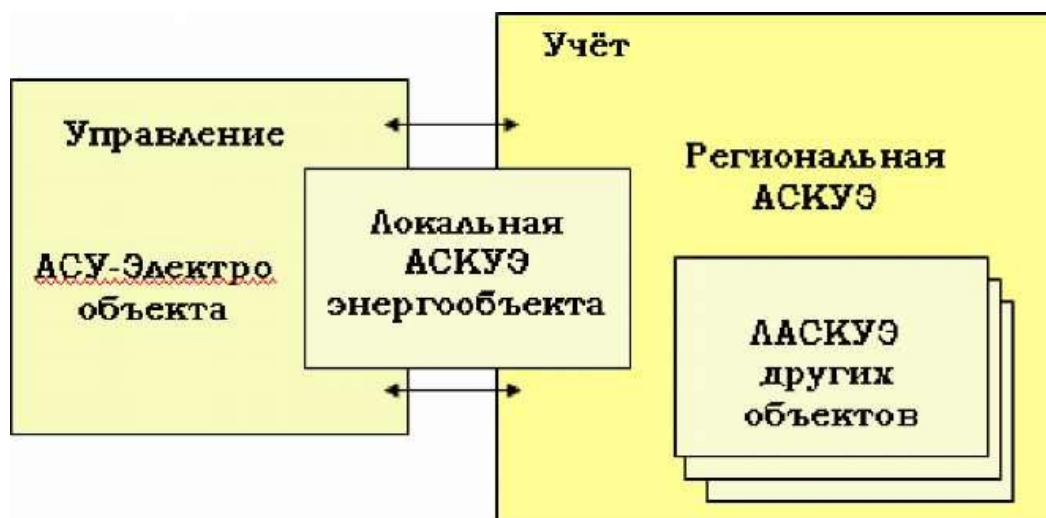 Учёт
Управление
Региональная
АСКУЭ
Локальная
АСКУЭ
энергообъекта
АСУ-Электро
объекта
ЛАСКУЭ
других
объектов